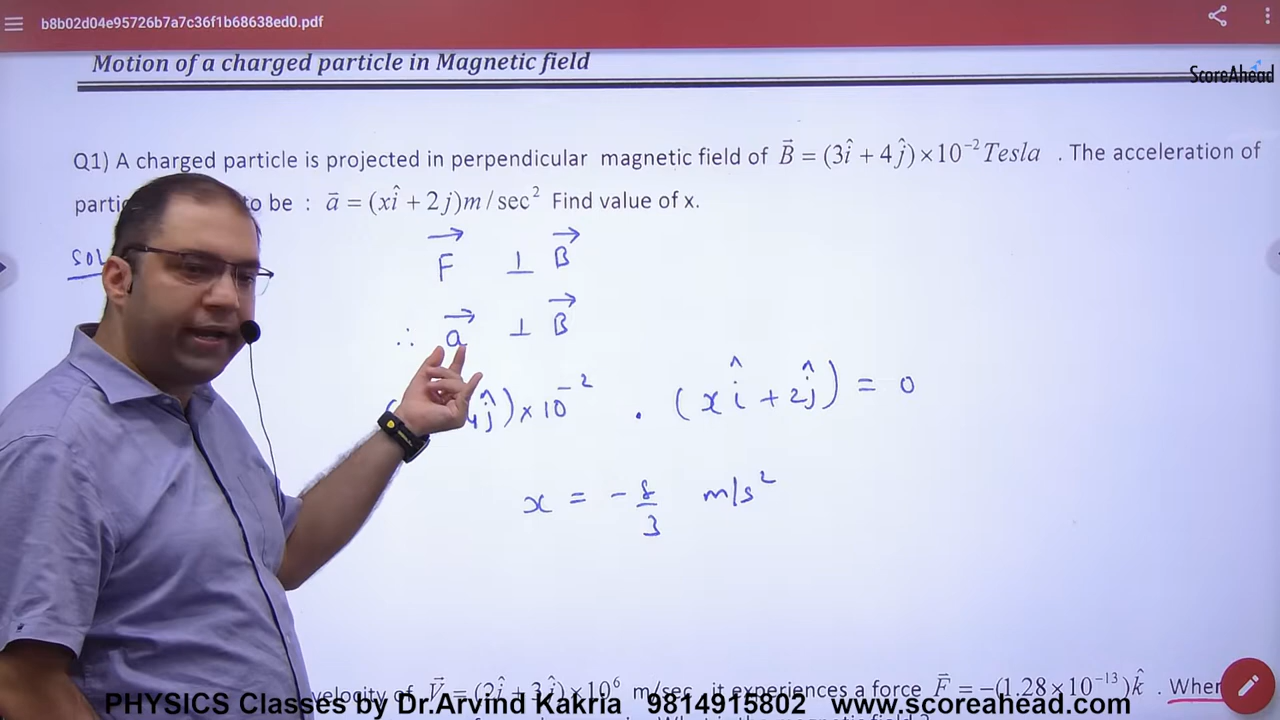 b8b02d04e95726b7a7c36f1b68638ed0.pdf
Motion of a charged particle in Magnetic field
ScoreAhead
Q1) A charged particle is projected in perpendicular magnetic field of B⃗ = (3î + 4ĵ)×10⁻² Tesla . The acceleration of
to be : a⃗ = (xî + 2j)m / sec² Find value of x.
SOL
F⃗ ⊥ B⃗
∴ a⃗ ⊥ B⃗
4ĵ) × 10⁻² . (xî + 2ĵ) = 0
x = -8/3 m/s²
velocity of V⃗ = (2î + 3ĵ)×10⁶ m/sec, it experiences a force F⃗ = −(1.28×10⁻¹³)k̂ . When
PHYSICS Classes by Dr.Arvind Kakria 9814915802 www.scoreahead.com